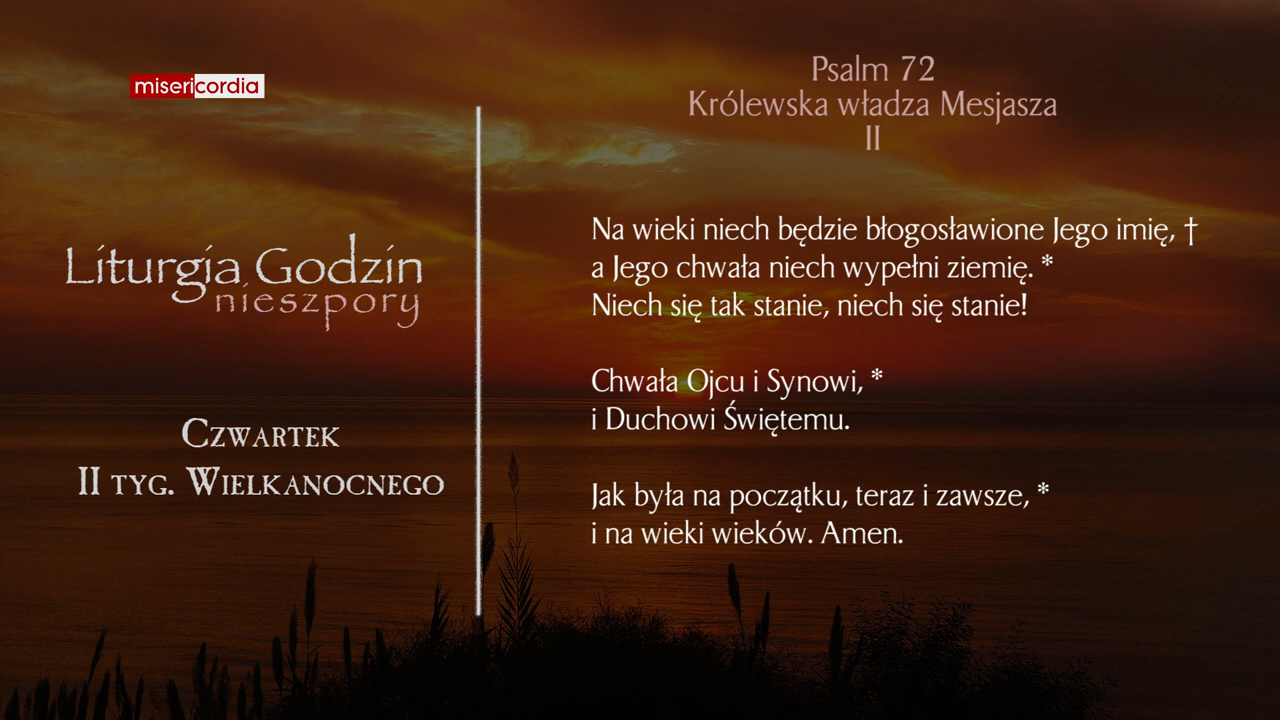 misericordia
Liturgia Godzin
nieszpory
Czwartek
II tyg. Wielkanocnego
Psalm 72
Królewska władza Mesjasza
II
Na wieki niech będzie błogosławione Jego imię, †
a Jego chwała niech wypełni ziemię. *
Niech się tak stanie, niech się stanie!
Chwała Ojcu i Synowi, *
i Duchowi Świętemu.
Jak była na początku, teraz i zawsze, *
i na wieki wieków. Amen.